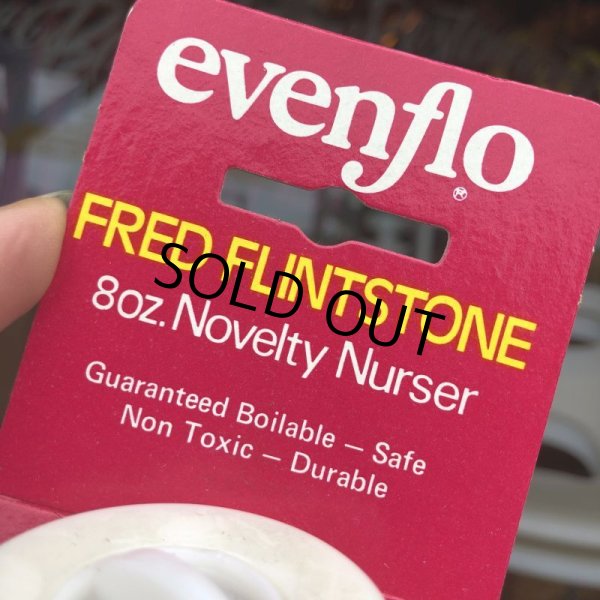 evenflo®
FRED FLINTSTONE
SOLD OUT
8oz. Novelty Nurser
Guaranteed Boilable – Safe
Non Toxic – Durable